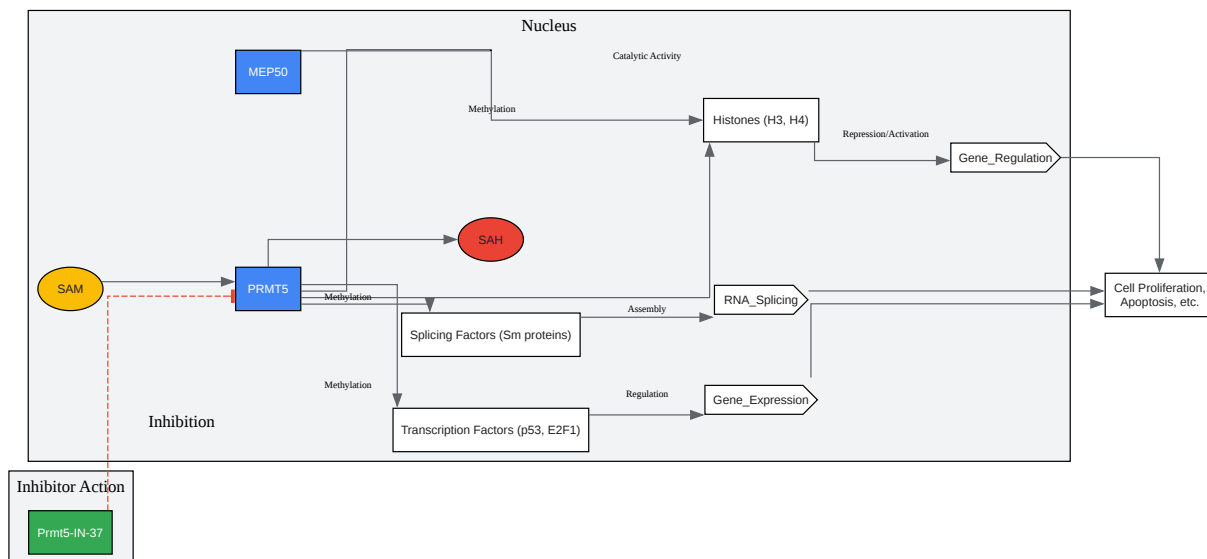 Nucleus
MEP50
Catalytic Activity
Methylation
Histones (H3, H4)
Repression/Activation
Gene_Regulation
SAH
SAM
PRMT5
Methylation
RNA_Splicing
Cell Proliferation,
Apoptosis, etc.
Assembly
Splicing Factors (Sm proteins)
Methylation
Regulation
Gene_Expression
Inhibition
Transcription Factors (p53, E2F1)
Inhibitor Action
Prmt5-IN-37